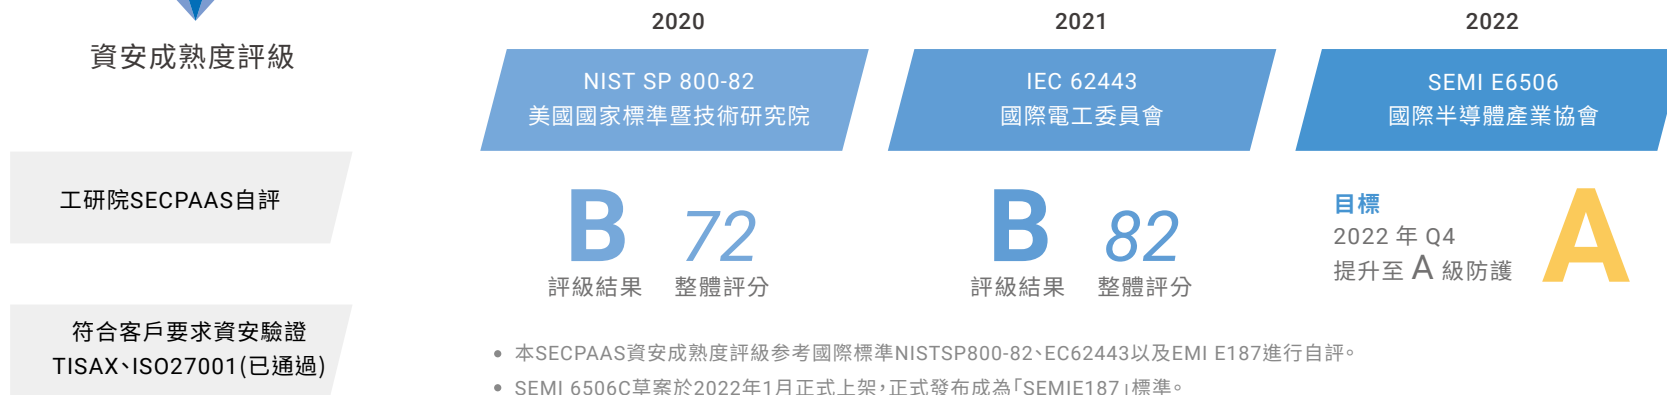 2020
2021
2022
資安成熟度評級
NIST SP 800-82
美國國家標準暨技術研究院
IEC 62443
國際電工委員會
SEMI E6506
國際半導體產業協會
工研院SECPAAS自評
B
72
評級結果
整體評分
B
82
評級結果
整體評分
目標
2022 年 Q4
提升至 A 級防護
A
符合客戶要求資安驗證
TISAX、ISO27001(已通過)
• 本SECPAAS資安成熟度評級參考國際標準NISTSP800-82、EC62443以及EMI E187進行自評。
• SEMI 6506C草案於2022年1月正式上架，正式發布成為「SEMIE187」標準。